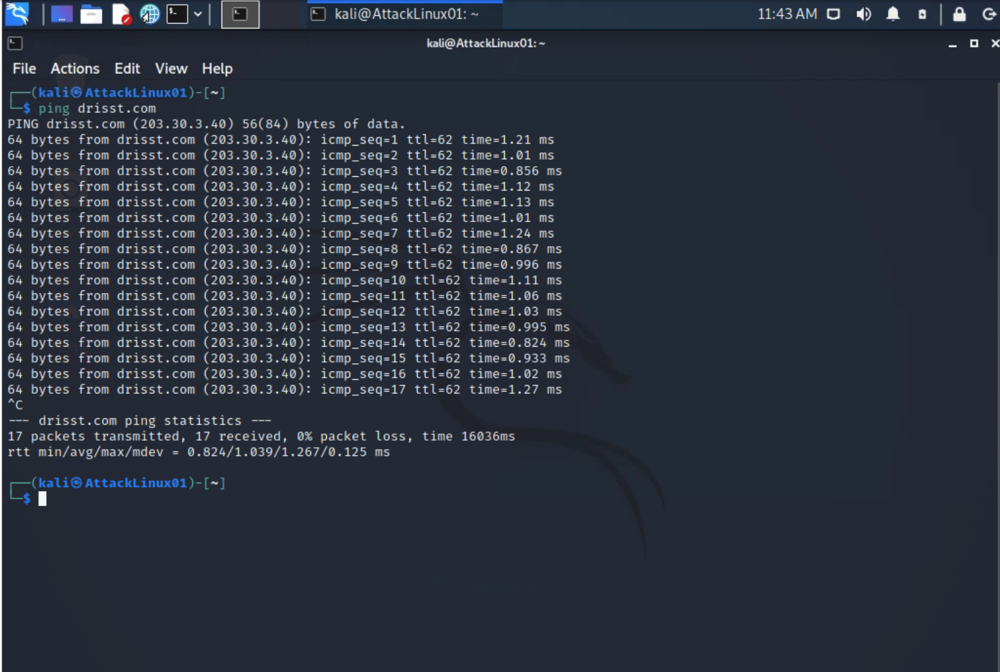 kali@AttackLinux01: ~
11:43 AM
kali@AttackLinux01: ~
File Actions Edit View Help
┌──(kali㉿AttackLinux01)-[~]
└─$ ping drisst.com
PING drisst.com (203.30.3.40) 56(84) bytes of data.
64 bytes from drisst.com (203.30.3.40): icmp_seq=1 ttl=62 time=1.21 ms
64 bytes from drisst.com (203.30.3.40): icmp_seq=2 ttl=62 time=1.01 ms
64 bytes from drisst.com (203.30.3.40): icmp_seq=3 ttl=62 time=0.856 ms
64 bytes from drisst.com (203.30.3.40): icmp_seq=4 ttl=62 time=1.12 ms
64 bytes from drisst.com (203.30.3.40): icmp_seq=5 ttl=62 time=1.13 ms
64 bytes from drisst.com (203.30.3.40): icmp_seq=6 ttl=62 time=1.01 ms
64 bytes from drisst.com (203.30.3.40): icmp_seq=7 ttl=62 time=1.24 ms
64 bytes from drisst.com (203.30.3.40): icmp_seq=8 ttl=62 time=0.867 ms
64 bytes from drisst.com (203.30.3.40): icmp_seq=9 ttl=62 time=0.996 ms
64 bytes from drisst.com (203.30.3.40): icmp_seq=10 ttl=62 time=1.11 ms
64 bytes from drisst.com (203.30.3.40): icmp_seq=11 ttl=62 time=1.06 ms
64 bytes from drisst.com (203.30.3.40): icmp_seq=12 ttl=62 time=1.03 ms
64 bytes from drisst.com (203.30.3.40): icmp_seq=13 ttl=62 time=0.995 ms
64 bytes from drisst.com (203.30.3.40): icmp_seq=14 ttl=62 time=0.824 ms
64 bytes from drisst.com (203.30.3.40): icmp_seq=15 ttl=62 time=0.933 ms
64 bytes from drisst.com (203.30.3.40): icmp_seq=16 ttl=62 time=1.02 ms
64 bytes from drisst.com (203.30.3.40): icmp_seq=17 ttl=62 time=1.27 ms
^C
--- drisst.com ping statistics ---
17 packets transmitted, 17 received, 0% packet loss, time 16036ms
rtt min/avg/max/mdev = 0.824/1.039/1.267/0.125 ms
┌──(kali㉿AttackLinux01)-[~]
└─$